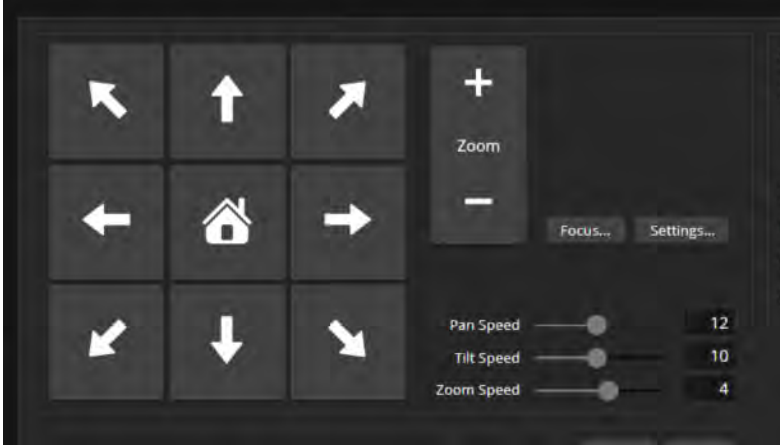 Zoom
Focus... Settings...
Pan Speed 12
Tilt Speed 10
Zoom Speed 4